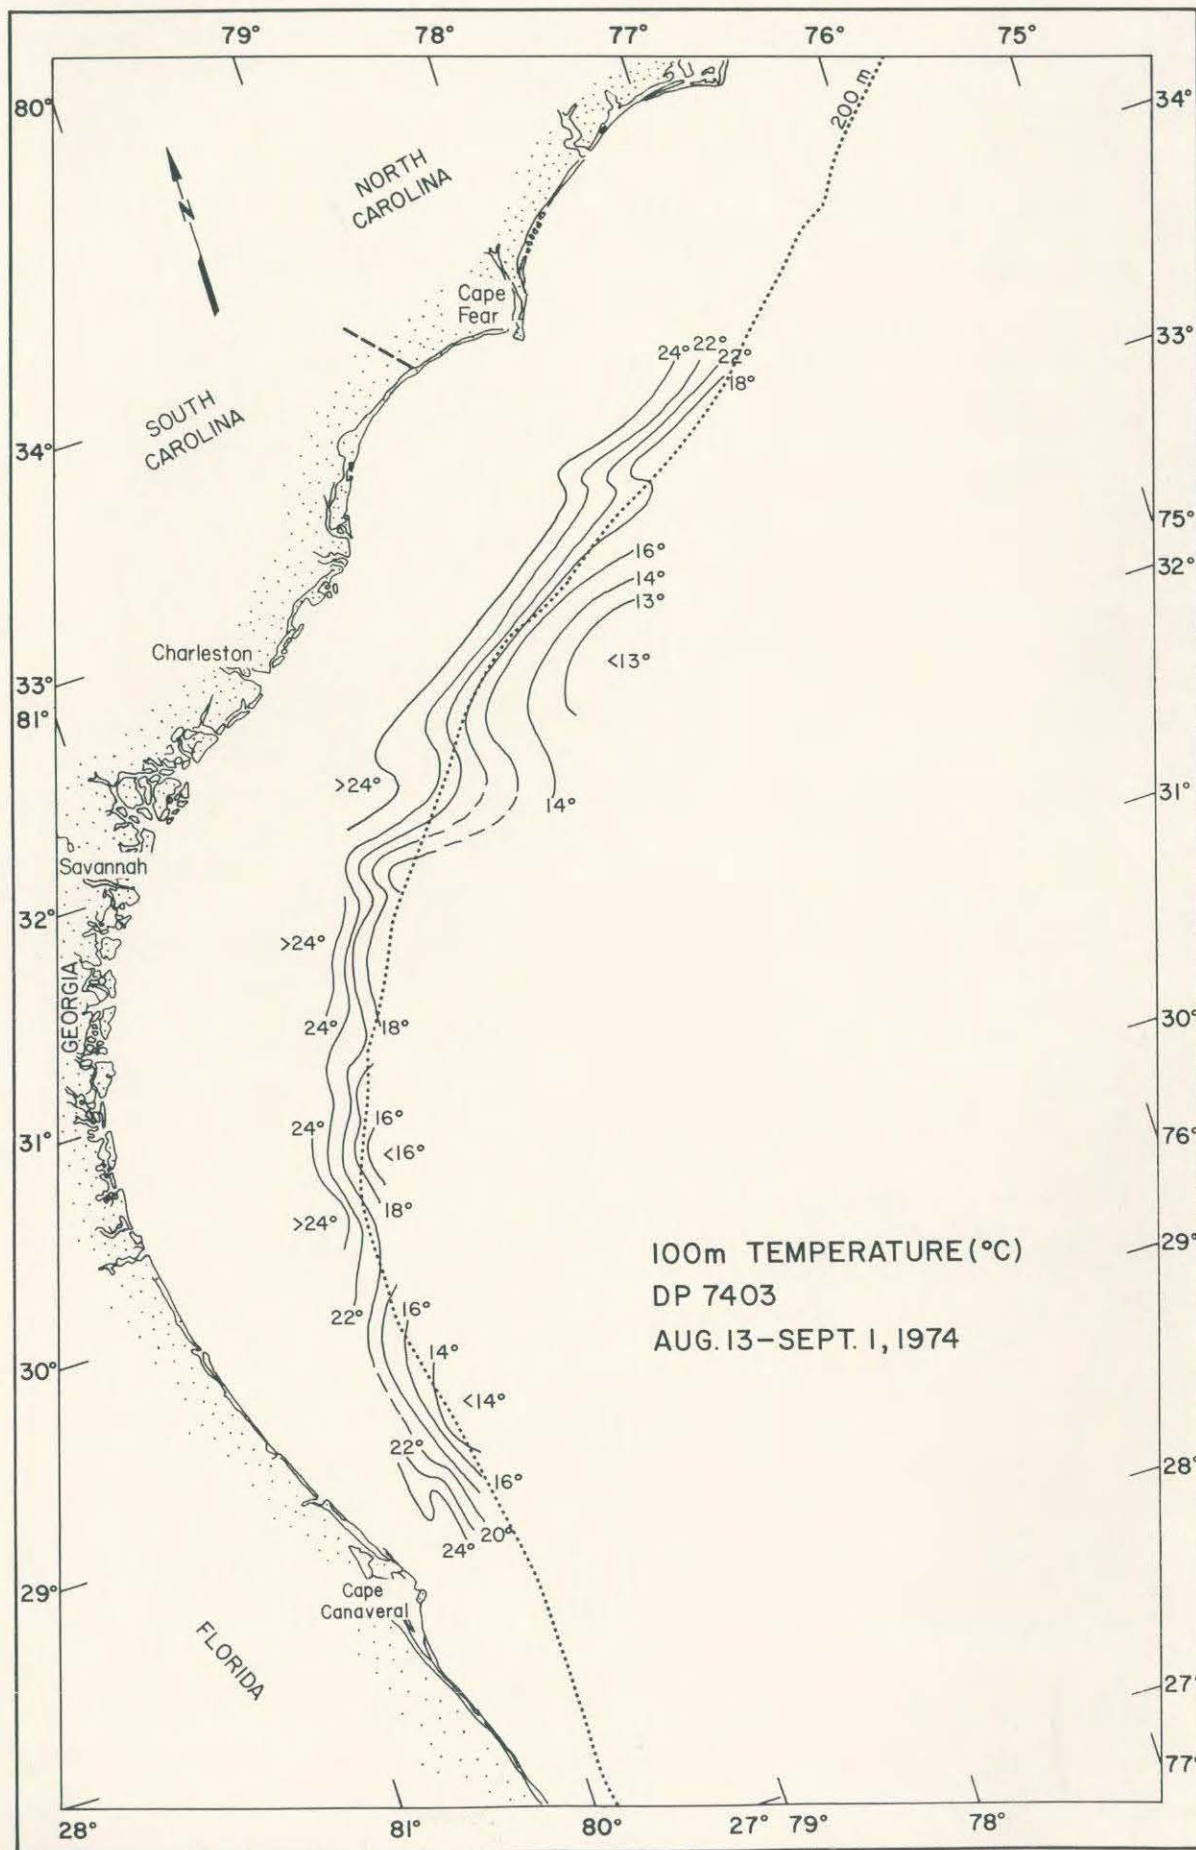 79° 78° 77° 76° 75°
80°
34°
200 m
NORTH
CAROLINA
N
Cape
Fear
33°
24° 22° 22° 18°
SOUTH
CAROLINA
34°
75°
32°
16°
14°
13°
<13°
Charleston
33°
81°
>24°
14°
31°
Savannah
32°
>24°
GEORGIA
24°
18°
30°
16°
24°
<16°
31°
76°
18°
>24°
29°
100m TEMPERATURE (°C)
DP 7403
AUG. 13–SEPT. 1, 1974
22°
16°
14°
30°
<14°
22°
16°
28°
20°
24°
29°
Cape
Canaveral
FLORIDA
27°
77°
28° 81° 80° 27° 79° 78°